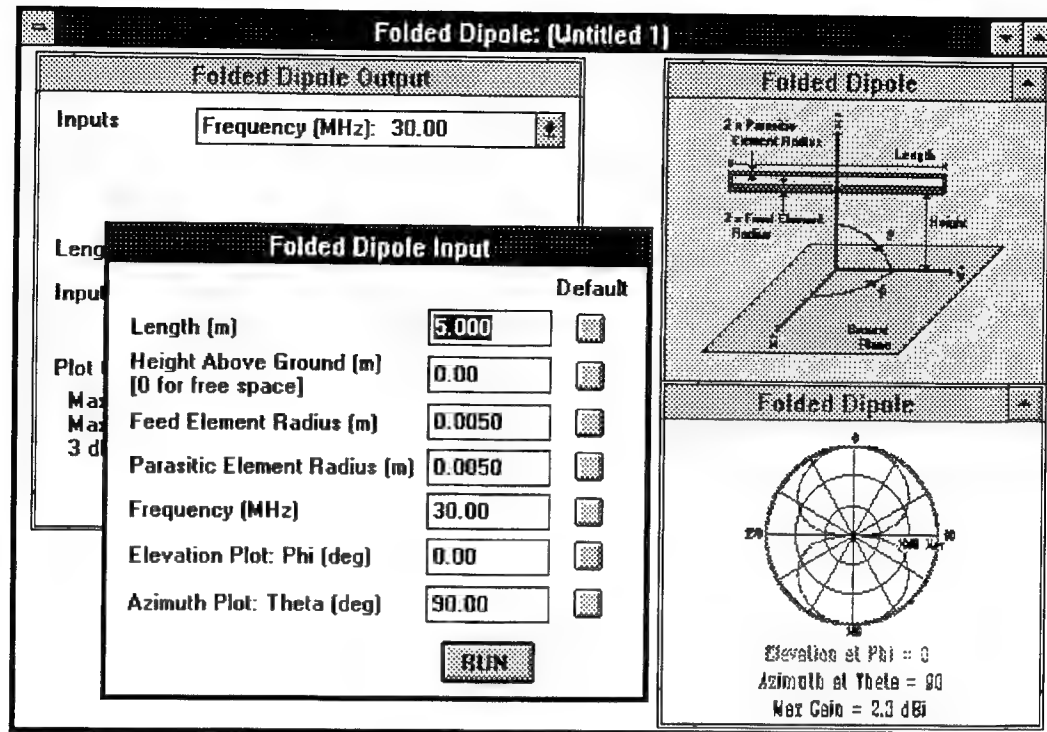 Folded Dipole: (Untitled 1)
Folded Dipole Output
Inputs
Frequency (MHz): 30.00
Leng
Input
Plot
Max
Max
3 d
Folded Dipole Input
Default
Length (m)
5.000
Height Above Ground (m)
[0 for free space]
0.00
Feed Element Radius (m)
0.0050
Parasitic Element Radius (m)
0.0050
Frequency (MHz)
30.00
Elevation Plot: Phi (deg)
0.00
Azimuth Plot: Theta (deg)
90.00
RUN
Folded Dipole
2 x Parasitic
Element Radius
Length
2 x Feed Element
Radius
Height
Ground
Plane
Folded Dipole
0
270
90
180
Elevation at Phi = 0
Azimuth at Theta = 90
Max Gain = 2.3 dBi